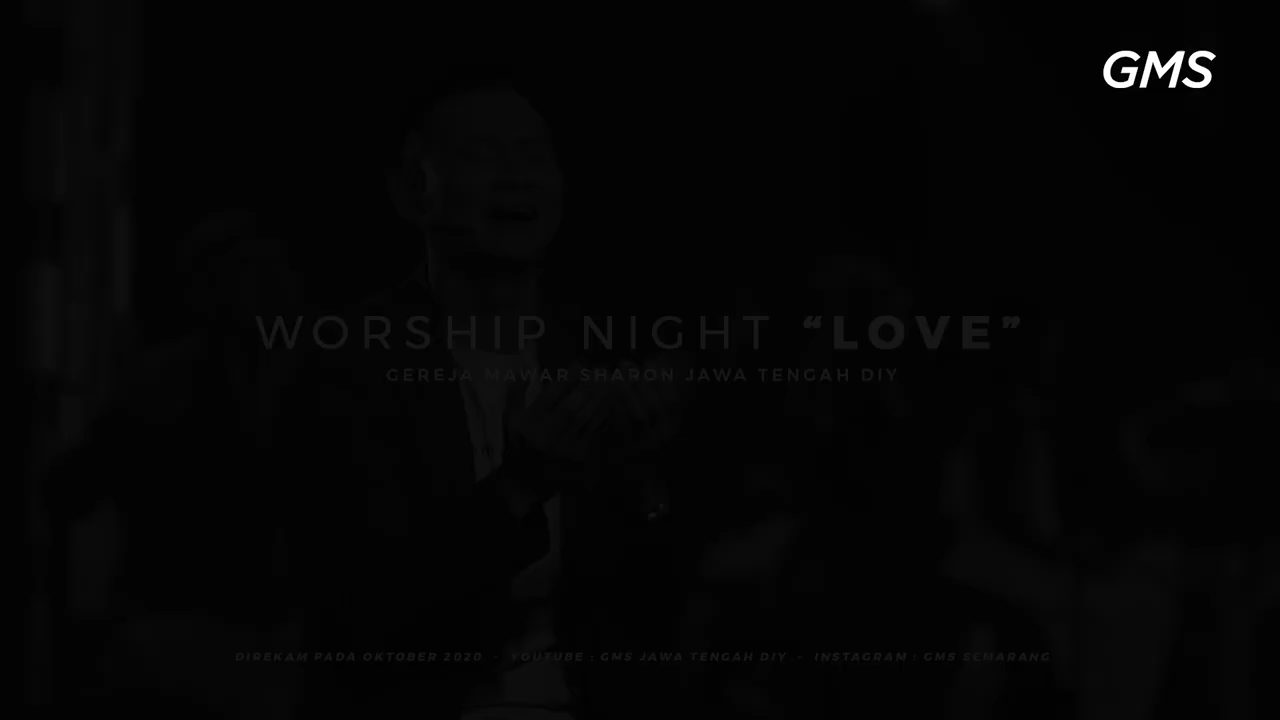 GMS
WORSHIP NIGHT “LOVE”
GEREJA MAWAR SHARON JAWA TENGAH DIY
DIREKAM PADA OKTOBER 2020 - YOUTUBE : GMS JAWA TENGAH DIY - INSTAGRAM : GMS SEMARANG